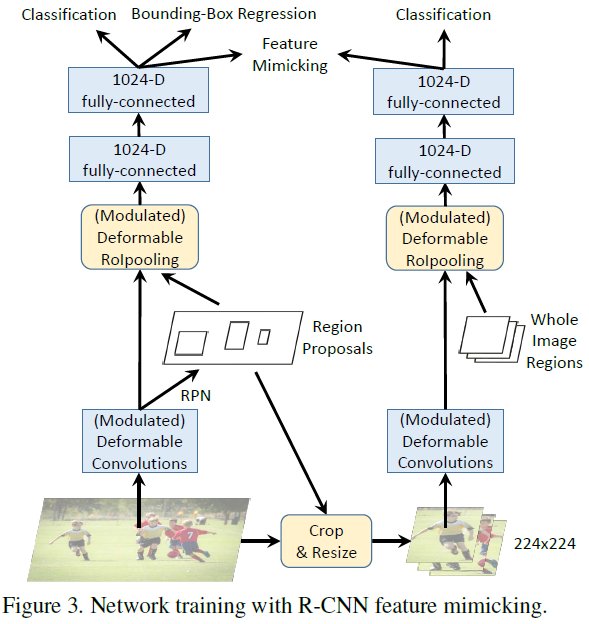 Classification
Bounding-Box Regression
Classification
Feature
Mimicking
1024-D
fully-connected
1024-D
fully-connected
1024-D
fully-connected
1024-D
fully-connected
(Modulated)
Deformable
RoIpooling
(Modulated)
Deformable
RoIpooling
Region
Proposals
Whole
Image
Regions
RPN
(Modulated)
Deformable
Convolutions
(Modulated)
Deformable
Convolutions
Crop
& Resize
224x224
7
Figure 3. Network training with R-CNN feature mimicking.